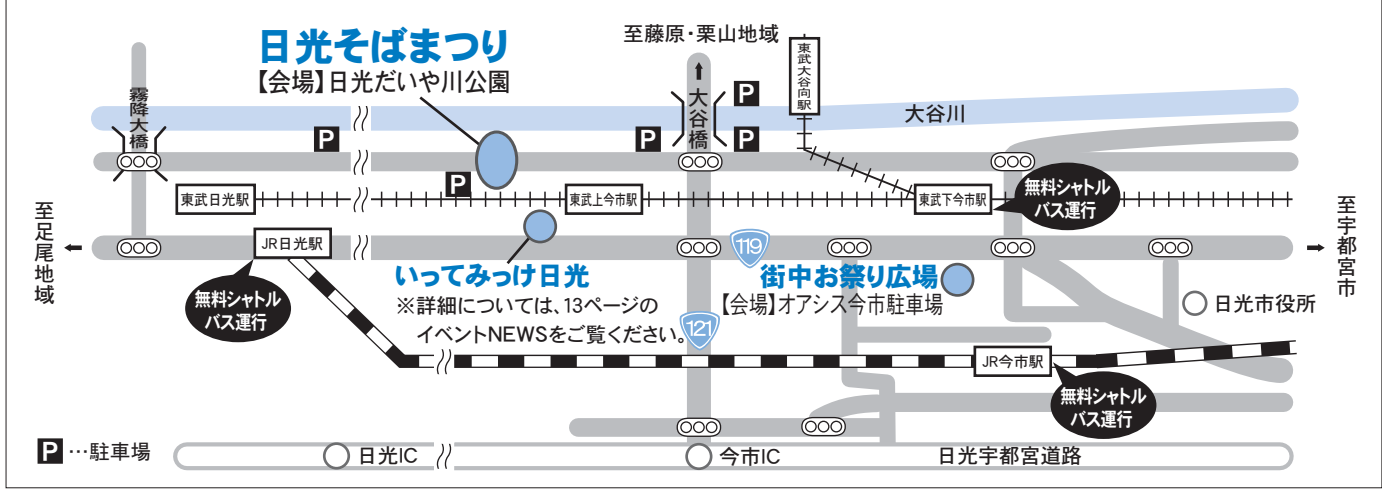 日光そばまつり
【会場】日光だいや川公園
至藤原・栗山地域
東武大谷向駅
霧降大橋
大谷橋
P
P
P
P
P
大谷川
東武日光駅
東武上今市駅
東武下今市駅
無料シャトル
バス運行
至足尾地域
至宇都宮市
JR日光駅
119
無料シャトル
バス運行
いってみっけ日光
※詳細については、13ページの
イベントNEWSをご覧ください。
街中お祭り広場
【会場】オアシス今市駐車場
日光市役所
121
JR今市駅
無料シャトル
バス運行
P…駐車場
日光IC
今市IC
日光宇都宮道路